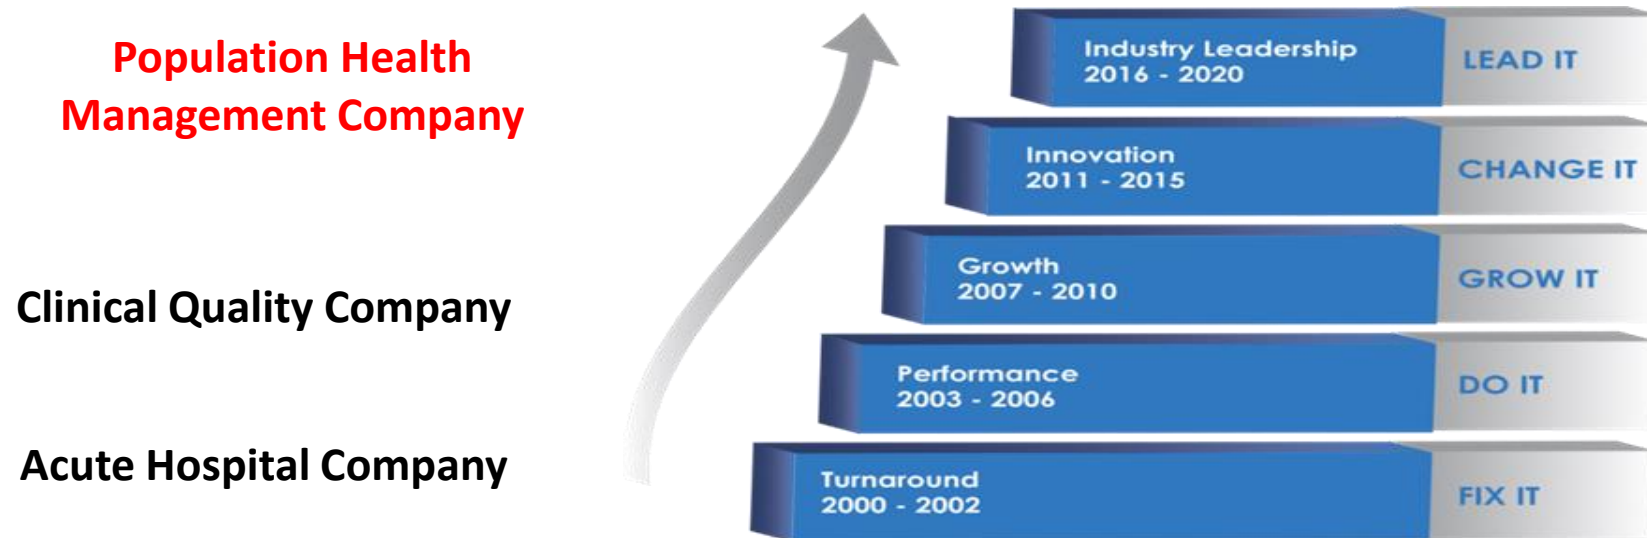 Population Health
Management Company
Clinical Quality Company
Acute Hospital Company
Industry Leadership
2016 - 2020
LEAD IT
Innovation
2011 - 2015
CHANGE IT
Growth
2007 - 2010
GROW IT
Performance
2003 - 2006
DO IT
Turnaround
2000 - 2002
FIX IT